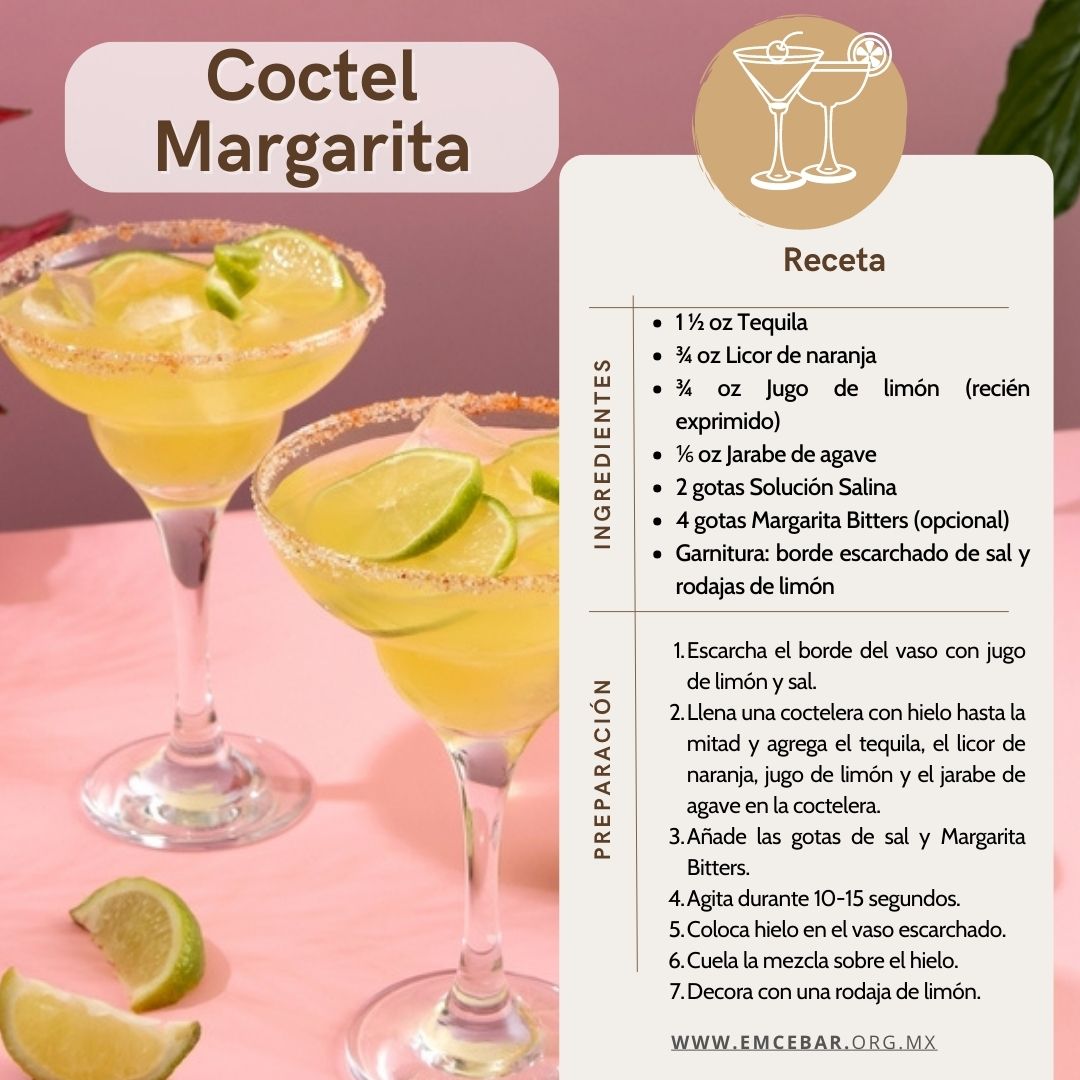 Coctel
Margarita
Receta
INGREDIENTES
• 1 ½ oz Tequila
• ¾ oz Licor de naranja
• ¾ oz Jugo de limón (recién
exprimido)
• ⅙ oz Jarabe de agave
• 2 gotas Solución Salina
• 4 gotas Margarita Bitters (opcional)
• Garnitura: borde escarchado de sal y
rodajas de limón
PREPARACIÓN
1. Escarcha el borde del vaso con jugo
de limón y sal.
2. Llena una coctelera con hielo hasta la
mitad y agrega el tequila, el licor de
naranja, jugo de limón y el jarabe de
agave en la coctelera.
3. Añade las gotas de sal y Margarita
Bitters.
4. Agita durante 10-15 segundos.
5. Coloca hielo en el vaso escarchado.
6. Cuela la mezcla sobre el hielo.
7. Decora con una rodaja de limón.
WWW.EMCEBAR.ORG.MX